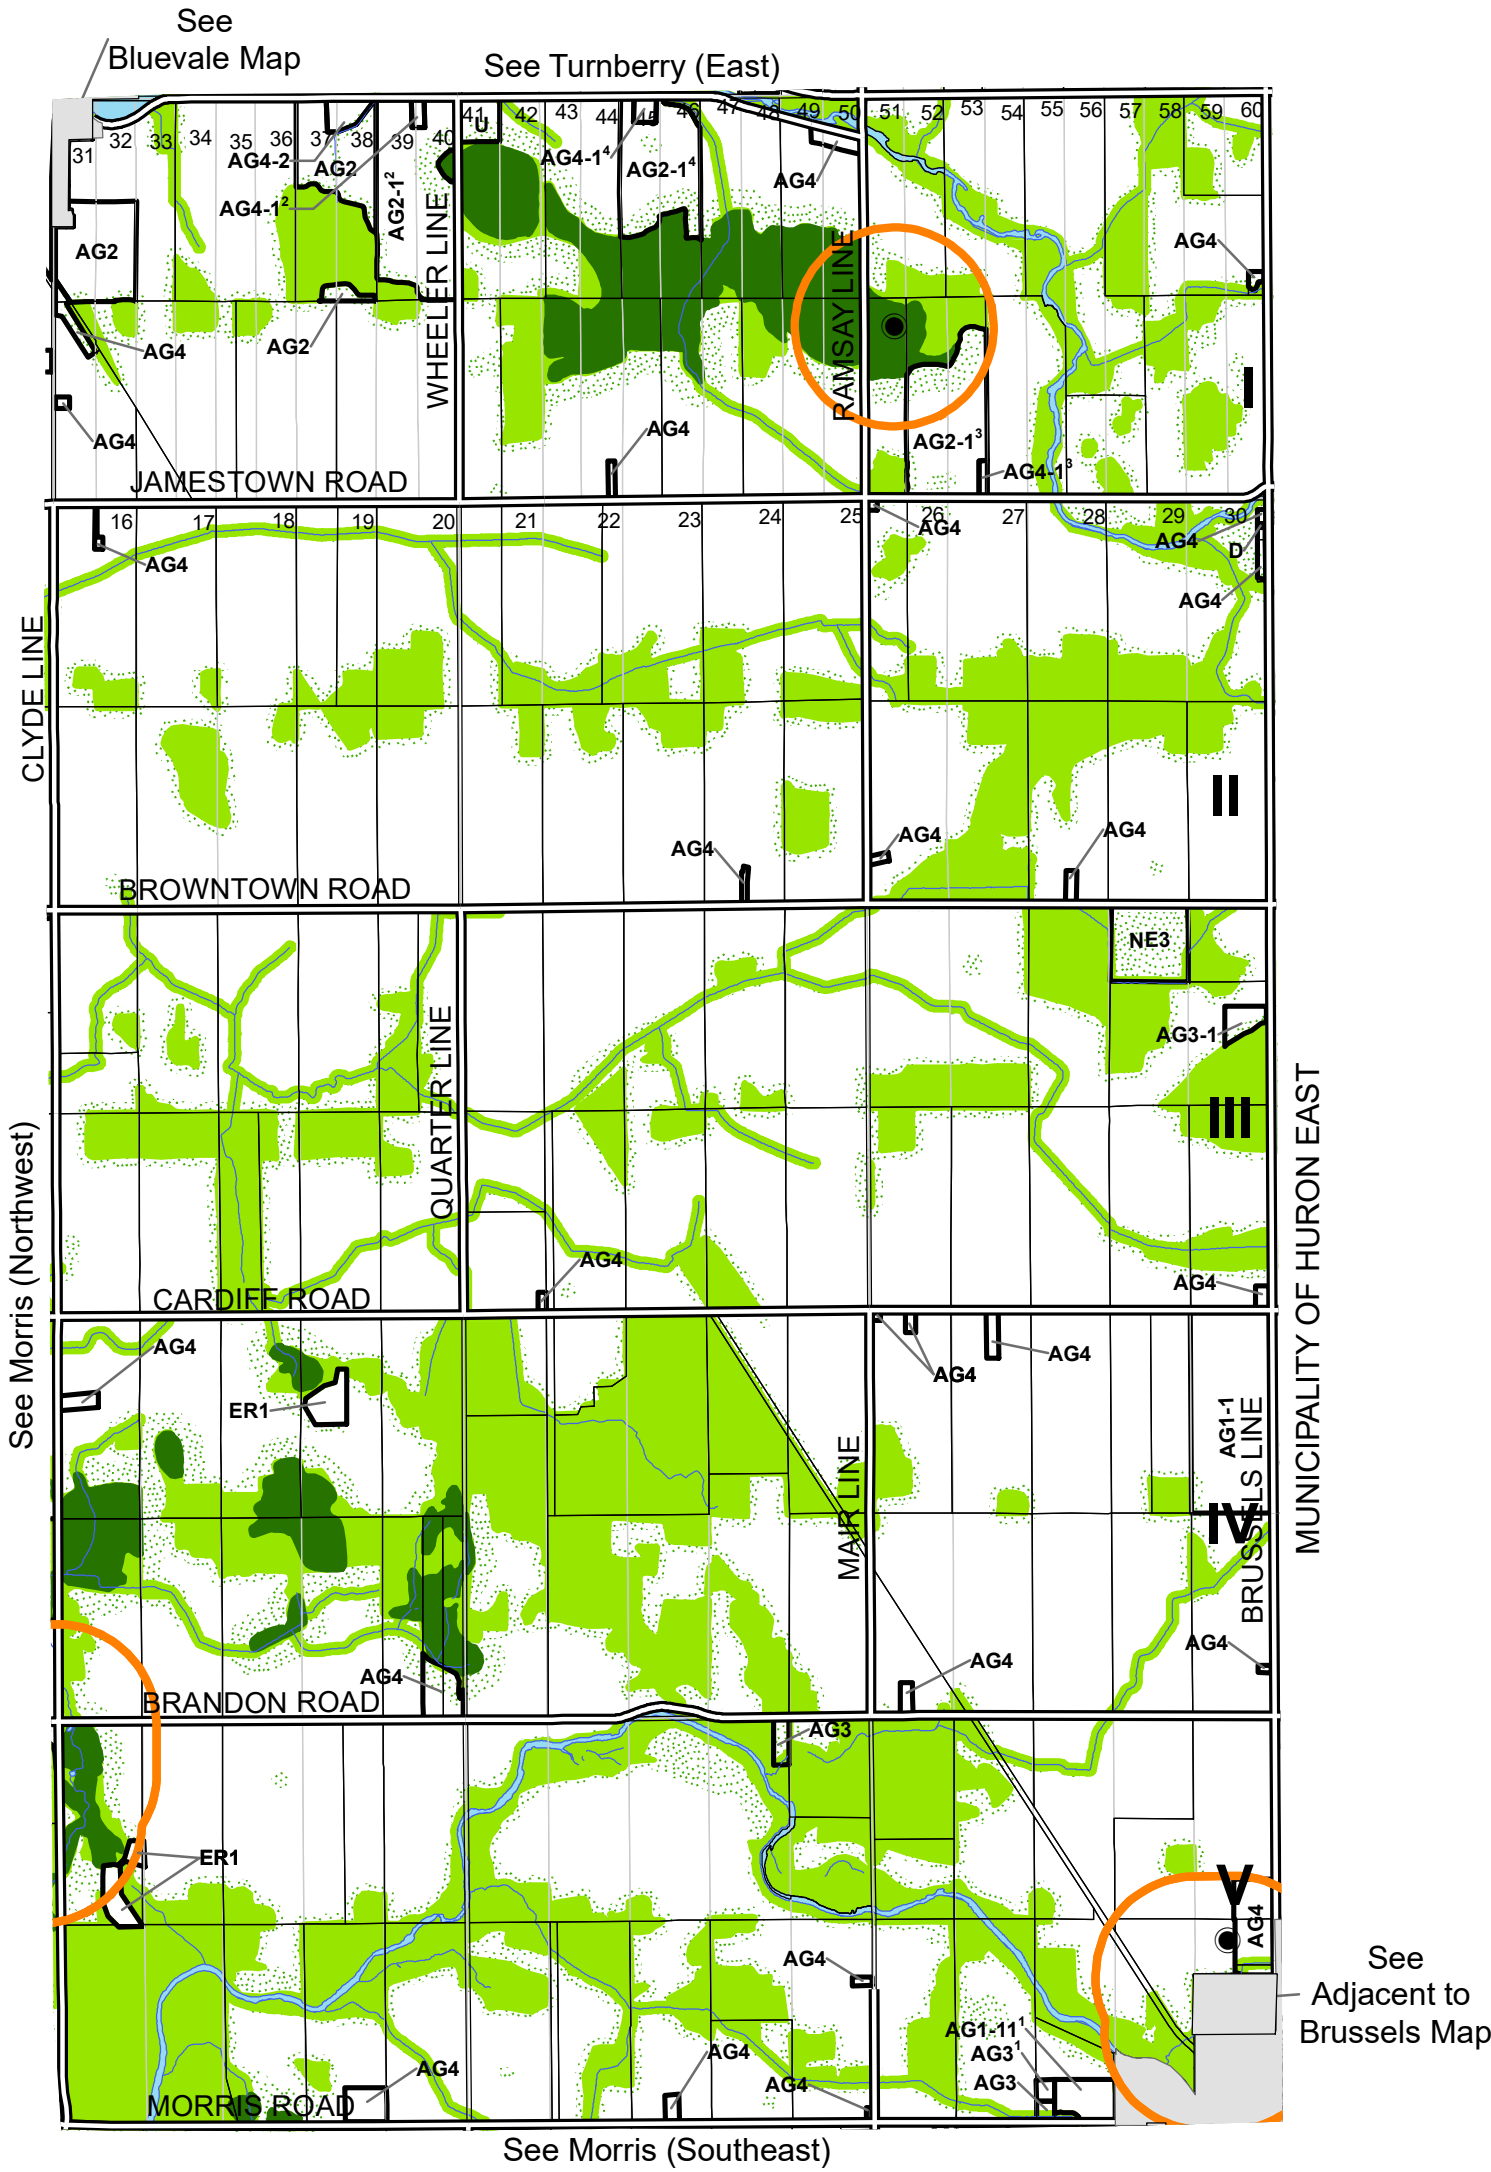 See
Bluevale Map
See Turnberry (East)
31 32 33 34 35 36 37 38 39 40 41 42 43 44 45 46 47 48 49 50 51 52 53 54 55 56 57 58 59 60
U
AG4-2
AG2
AG4-1²
AG2-1²
AG4-1⁴
AG2-1⁴
AG4
AG4
AG2
AG2
AG4
AG4
AG4
WHEELER LINE
RAMSAY LINE
AG2-1³
AG4-1³
I
JAMESTOWN ROAD
16 17 18 19 20 21 22 23 24 25 26 27 28 29 30
AG4
AG4
AG4
D
AG4
CLYDE LINE
II
AG4
AG4
AG4
BROWNTOWN ROAD
NE3
AG3-1
QUARTER LINE
III
See Morris (Northwest)
MUNICIPALITY OF HURON EAST
AG4
AG4
CARDIFF ROAD
AG4
AG4
AG4
ER1
AG1-1
MAIR LINE
BRUSSELS LINE
IV
AG4
AG4
AG4
BRANDON ROAD
AG3
ER1
V
AG4
AG4
See
Adjacent to
Brussels Map
AG1-11¹
AG3¹
AG3
AG4
AG4
AG4
MORRIS ROAD
See Morris (Southeast)